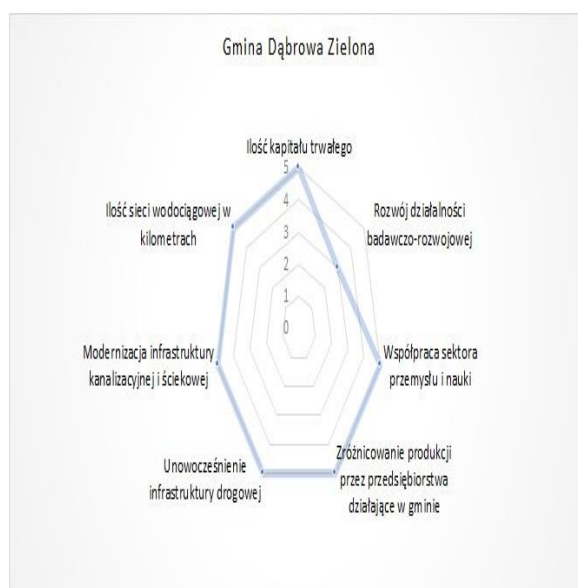 Gmina Dąbrowa Zielona
Ilość kapitału trwałego
5
4
3
2
1
0
Rozwój działalności
badawczo-rozwojowej
Współpraca sektora
przemysłu i nauki
Zróżnicowanie produkcji
przez przedsiębiorstwa
działające w gminie
Unowocześnienie
infrastruktury drogowej
Modernizacja infrastruktury
kanalizacyjnej i ściekowej
Ilość sieci wodociągowej w
kilometrach